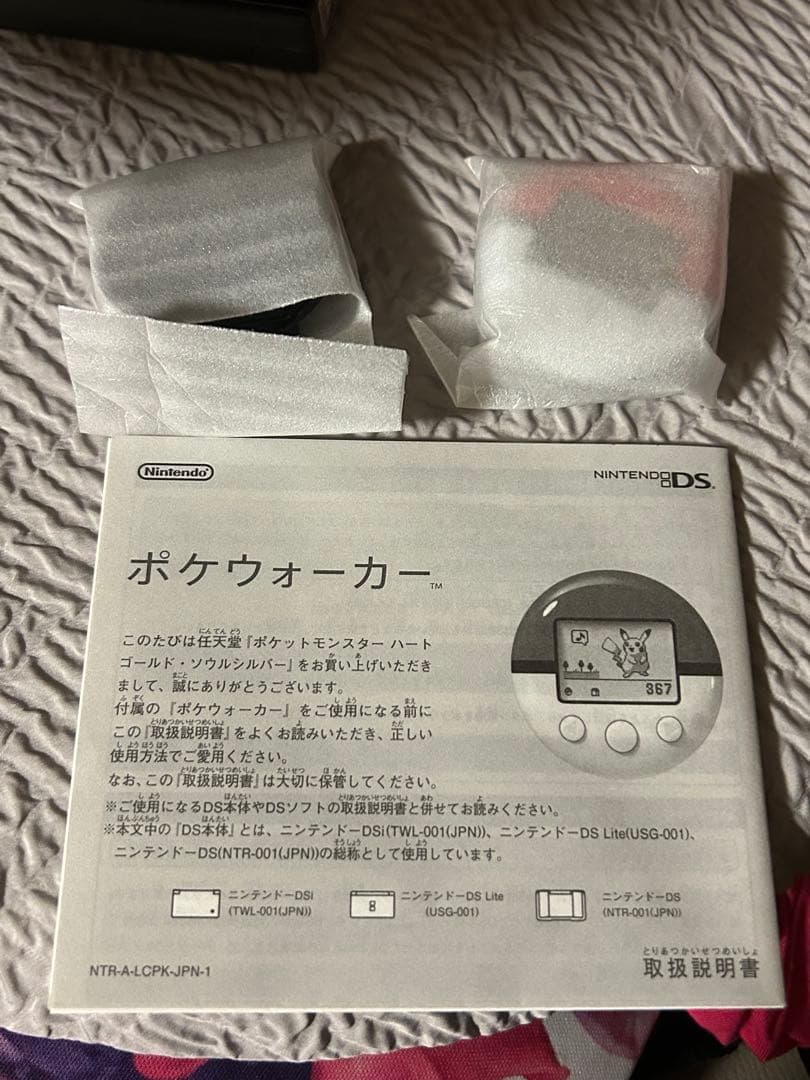 Nintendo
NINTENDO DS
ポケウォーカー™
このたびは任天堂『ポケットモンスター ハート
ゴールド・ソウルシルバー』をお買い上げいただき
まして、誠にありがとうございます。
付属の『ポケウォーカー』をご使用になる前に
この『取扱説明書』をよくお読みいただき、正しい
使用方法でご愛用ください。
なお、この『取扱説明書』は大切に保管してください。
※ご使用になるDS本体やDSソフトの取扱説明書と併せてお読みください。
※本文中の『DS本体』とは、ニンテンドーDSi(TWL-001(JPN))、ニンテンドーDS Lite(USG-001)、
ニンテンドーDS(NTR-001(JPN))の総称として使用しています。
367
ニンテンドーDSi
(TWL-001(JPN))
ニンテンドーDS Lite
(USG-001)
ニンテンドーDS
(NTR-001(JPN))
NTR-A-LCPK-JPN-1
とりあつかいせつめいしょ
取扱説明書